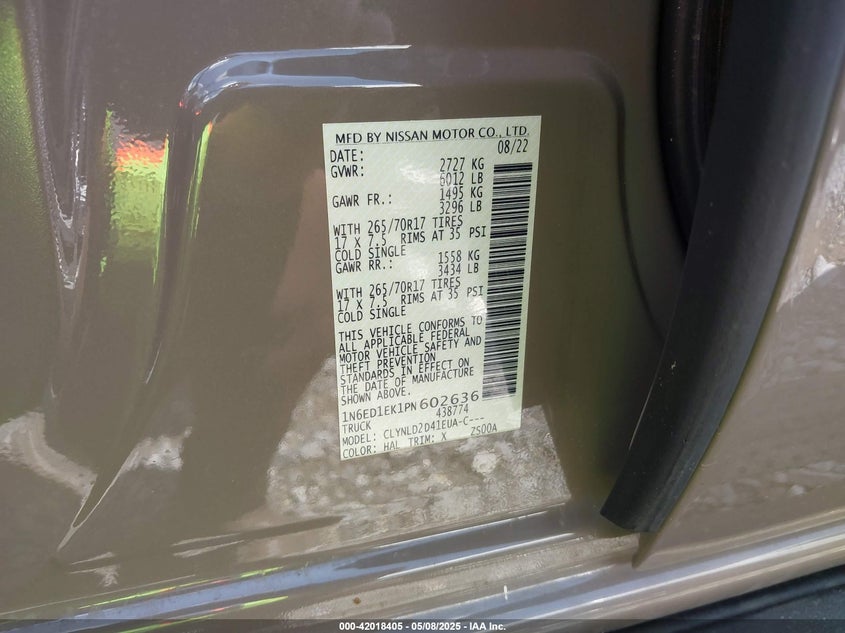 MFD BY NISSAN MOTOR CO., LTD.
DATE: 08/22
GVWR: 2727 KG
6012 LB
GAWR FR.: 1495 KG
3296 LB
WITH 265/70R17 TIRES
17 X 7.5 RIMS AT 35 PSI
COLD SINGLE
GAWR RR.: 1558 KG
3434 LB
WITH 265/70R17 TIRES
17 X 7.5 RIMS AT 35 PSI
COLD SINGLE
THIS VEHICLE CONFORMS TO
ALL APPLICABLE FEDERAL
MOTOR VEHICLE SAFETY AND
THEFT PREVENTION
STANDARDS IN EFFECT ON
THE DATE OF MANUFACTURE
SHOWN ABOVE.
1N6ED1EK1PN602636
TRUCK 438774
MODEL: CLYNLD2D41EUA-C---
COLOR: HAL TRIM: X ZS00A
000-42018405 - 05/08/2025 - IAA Inc.